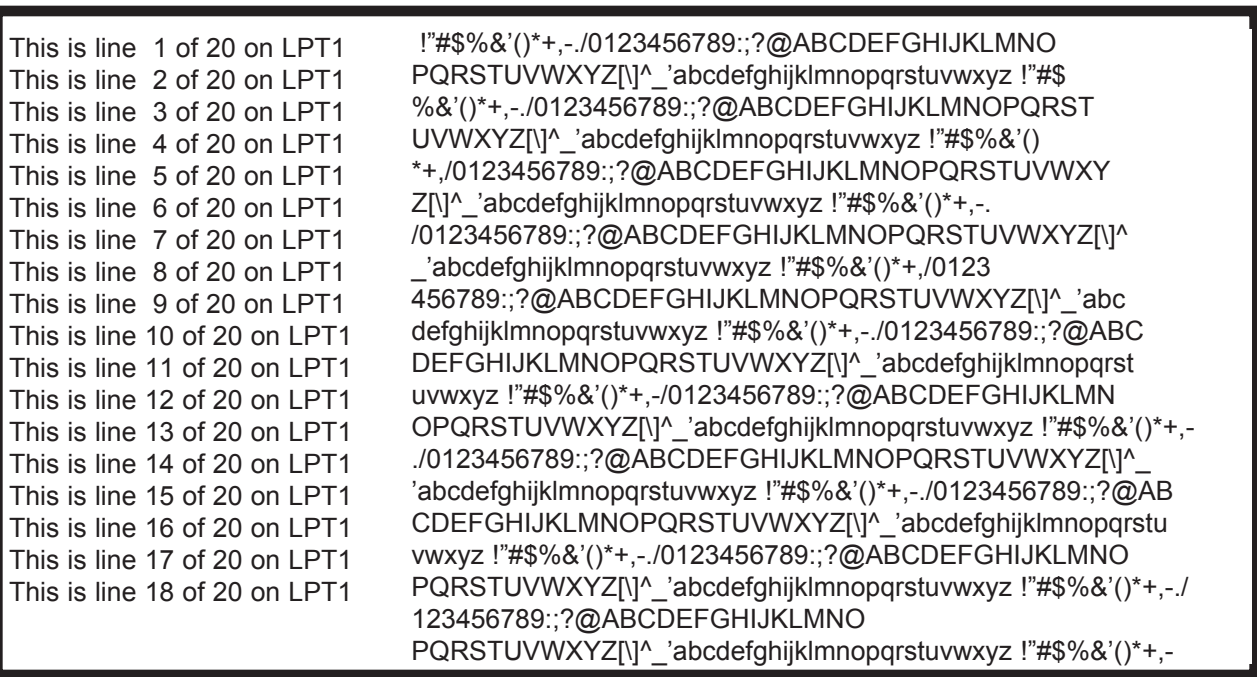 This is line  1 of 20 on LPT1
This is line  2 of 20 on LPT1
This is line  3 of 20 on LPT1
This is line  4 of 20 on LPT1
This is line  5 of 20 on LPT1
This is line  6 of 20 on LPT1
This is line  7 of 20 on LPT1
This is line  8 of 20 on LPT1
This is line  9 of 20 on LPT1
This is line 10 of 20 on LPT1
This is line 11 of 20 on LPT1
This is line 12 of 20 on LPT1
This is line 13 of 20 on LPT1
This is line 14 of 20 on LPT1
This is line 15 of 20 on LPT1
This is line 16 of 20 on LPT1
This is line 17 of 20 on LPT1
This is line 18 of 20 on LPT1
!"#$%&'()*+,-./0123456789:;?@ABCDEFGHIJKLMNO
PQRSTUVWXYZ[\]^_'abcdefghijklmnopqrstuvwxyz !"#$
%&'()*+,-./0123456789:;?@ABCDEFGHIJKLMNOPQRST
UVWXYZ[\]^_'abcdefghijklmnopqrstuvwxyz !"#$%&'()
*+,/0123456789:;?@ABCDEFGHIJKLMNOPQRSTUVWXY
Z[\]^_'abcdefghijklmnopqrstuvwxyz !"#$%&'()*+,-.
/0123456789:;?@ABCDEFGHIJKLMNOPQRSTUVWXYZ[\]^
_'abcdefghijklmnopqrstuvwxyz !"#$%&'()*+,/0123
456789:;?@ABCDEFGHIJKLMNOPQRSTUVWXYZ[\]^_'abc
defghijklmnopqrstuvwxyz !"#$%&'()*+,-./0123456789:;?@ABC
DEFGHIJKLMNOPQRSTUVWXYZ[\]^_'abcdefghijklmnopqrst
uvwxyz !"#$%&'()*+,-/0123456789:;?@ABCDEFGHIJKLMN
OPQRSTUVWXYZ[\]^_'abcdefghijklmnopqrstuvwxyz !"#$%&'()*+,-
./0123456789:;?@ABCDEFGHIJKLMNOPQRSTUVWXYZ[\]^_
'abcdefghijklmnopqrstuvwxyz !"#$%&'()*+,-./0123456789:;?@AB
CDEFGHIJKLMNOPQRSTUVWXYZ[\]^_'abcdefghijklmnopqrstu
vwxyz !"#$%&'()*+,-./0123456789:;?@ABCDEFGHIJKLMNO
PQRSTUVWXYZ[\]^_'abcdefghijklmnopqrstuvwxyz !"#$%&'()*+,-./
123456789:;?@ABCDEFGHIJKLMNO
PQRSTUVWXYZ[\]^_'abcdefghijklmnopqrstuvwxyz !"#$%&'()*+,-